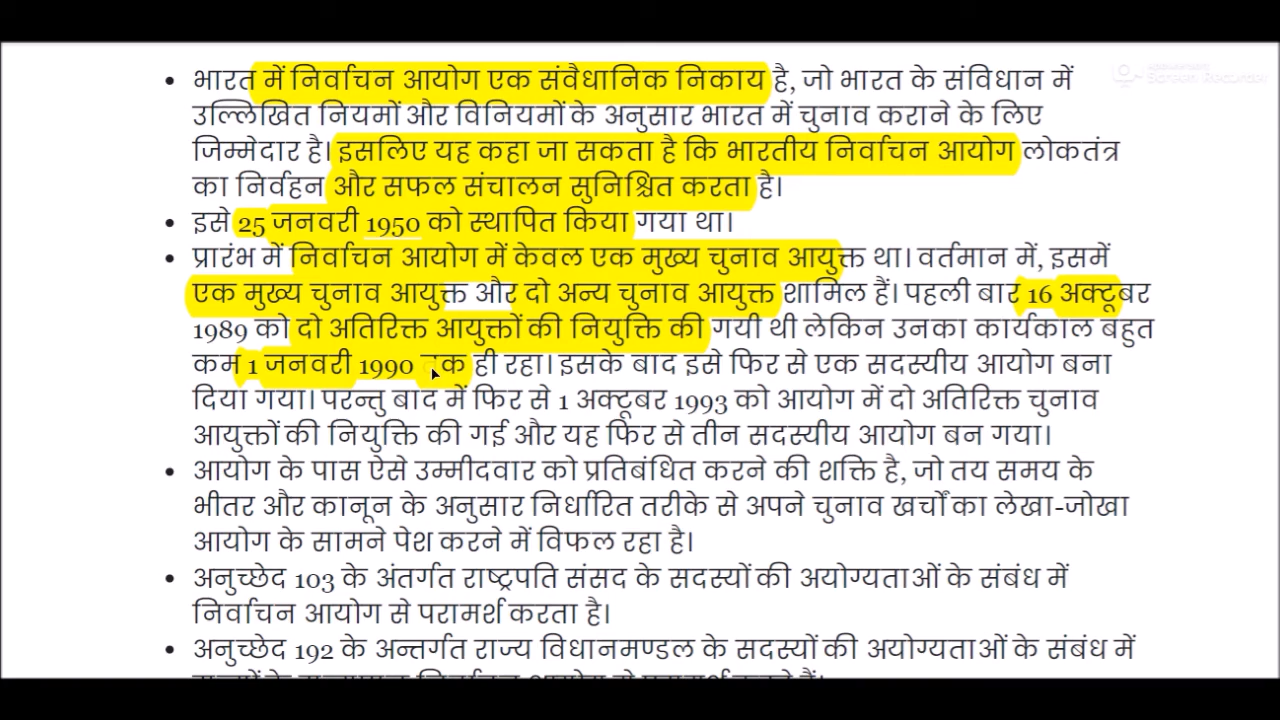 भारत में निर्वाचन आयोग एक संवैधानिक निकाय है, जो भारत के संविधान में
उल्लिखित नियमों और विनियमों के अनुसार भारत में चुनाव कराने के लिए
जिम्मेदार है। इसलिए यह कहा जा सकता है कि भारतीय निर्वाचन आयोग लोकतंत्र
का निर्वहन और सफल संचालन सुनिश्चित करता है।
इसे 25 जनवरी 1950 को स्थापित किया गया था।
प्रारंभ में निर्वाचन आयोग में केवल एक मुख्य चुनाव आयुक्त था। वर्तमान में, इसमें
एक मुख्य चुनाव आयुक्त और दो अन्य चुनाव आयुक्त शामिल हैं। पहली बार 16 अक्टूबर
1989 को दो अतिरिक्त आयुक्तों की नियुक्ति की गयी थी लेकिन उनका कार्यकाल बहुत
कम 1 जनवरी 1990 तक ही रहा। इसके बाद इसे फिर से एक सदस्यीय आयोग बना
दिया गया। परन्तु बाद में फिर से 1 अक्टूबर 1993 को आयोग में दो अतिरिक्त चुनाव
आयुक्तों की नियुक्ति की गई और यह फिर से तीन सदस्यीय आयोग बन गया।
आयोग के पास ऐसे उम्मीदवार को प्रतिबंधित करने की शक्ति है, जो तय समय के
भीतर और कानून के अनुसार निर्धारित तरीके से अपने चुनाव खर्चों का लेखा-जोखा
आयोग के सामने पेश करने में विफल रहा है।
अनुच्छेद 103 के अंतर्गत राष्ट्रपति संसद के सदस्यों की अयोग्यताओं के संबंध में
निर्वाचन आयोग से परामर्श करता है।
अनुच्छेद 192 के अन्तर्गत राज्य विधानमण्डल के सदस्यों की अयोग्यताओं के संबंध में
Screen Recorder